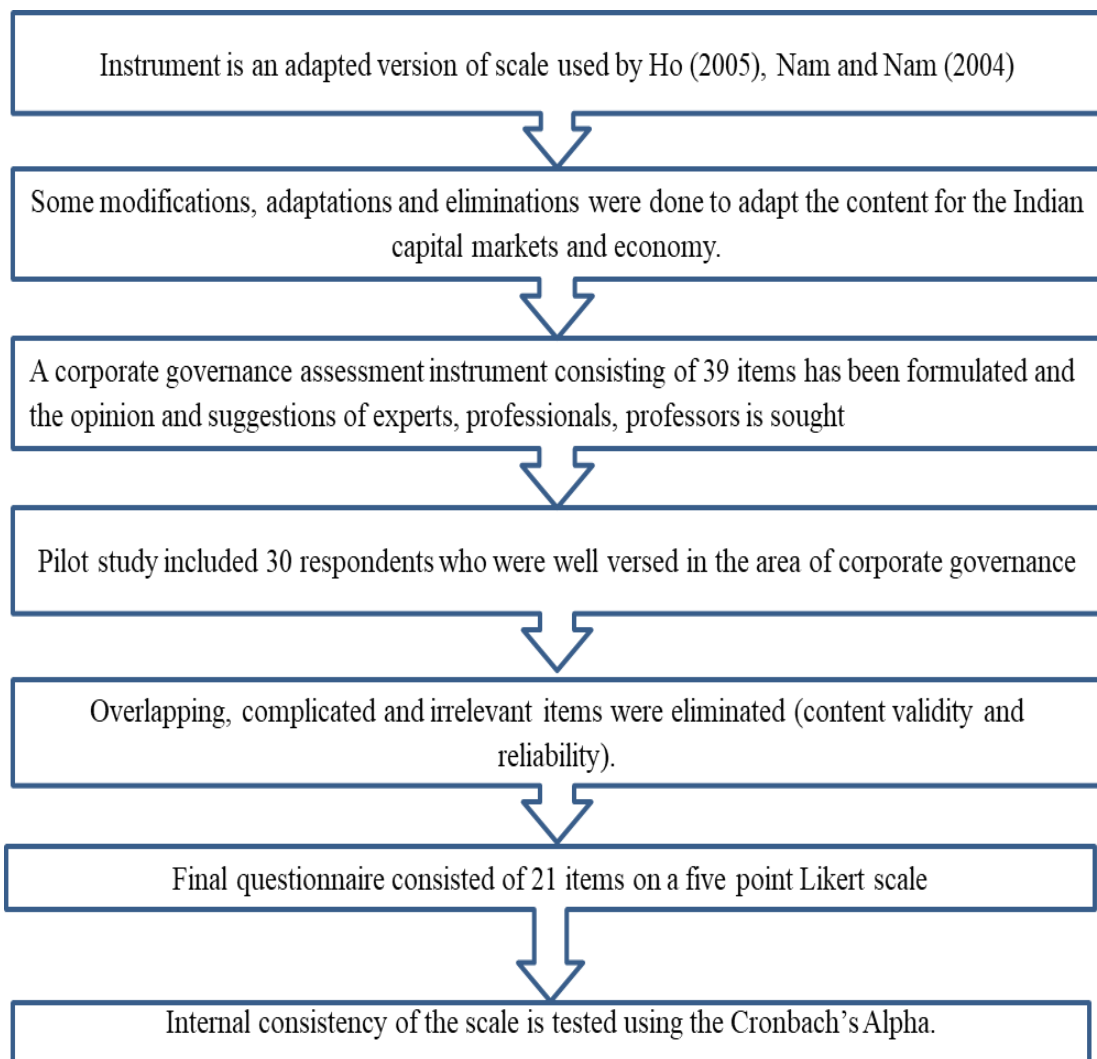 Instrument is an adapted version of scale used by Ho (2005), Nam and Nam (2004)
Some modifications, adaptations and eliminations were done to adapt the content for the Indian
capital markets and economy.
A corporate governance assessment instrument consisting of 39 items has been formulated and
the opinion and suggestions of experts, professionals, professors is sought
Pilot study included 30 respondents who were well versed in the area of corporate governance
Overlapping, complicated and irrelevant items were eliminated (content validity and
reliability).
Final questionnaire consisted of 21 items on a five point Likert scale
Internal consistency of the scale is tested using the Cronbach’s Alpha.